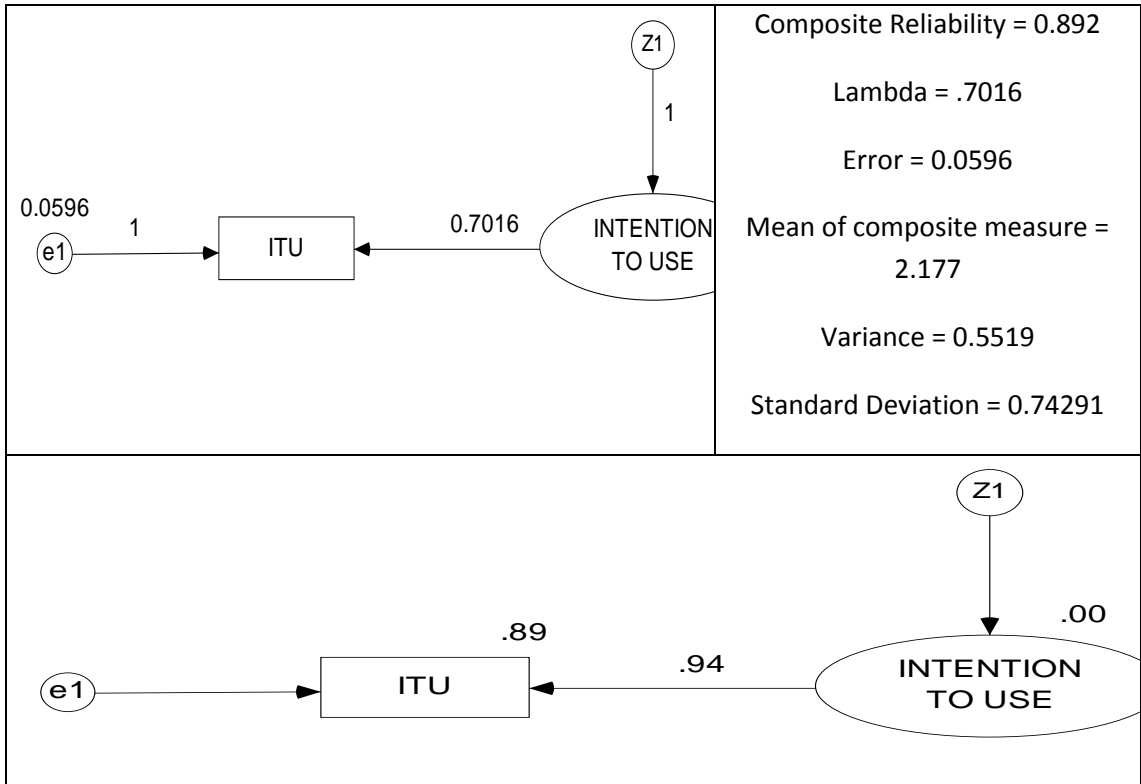 Z1
1
0.0596
1
e1
ITU
0.7016
INTENTION
TO USE
Composite Reliability = 0.892
Lambda = .7016
Error = 0.0596
Mean of composite measure =
2.177
Variance = 0.5519
Standard Deviation = 0.74291
Z1
.00
.89
.94
e1
ITU
INTENTION
TO USE